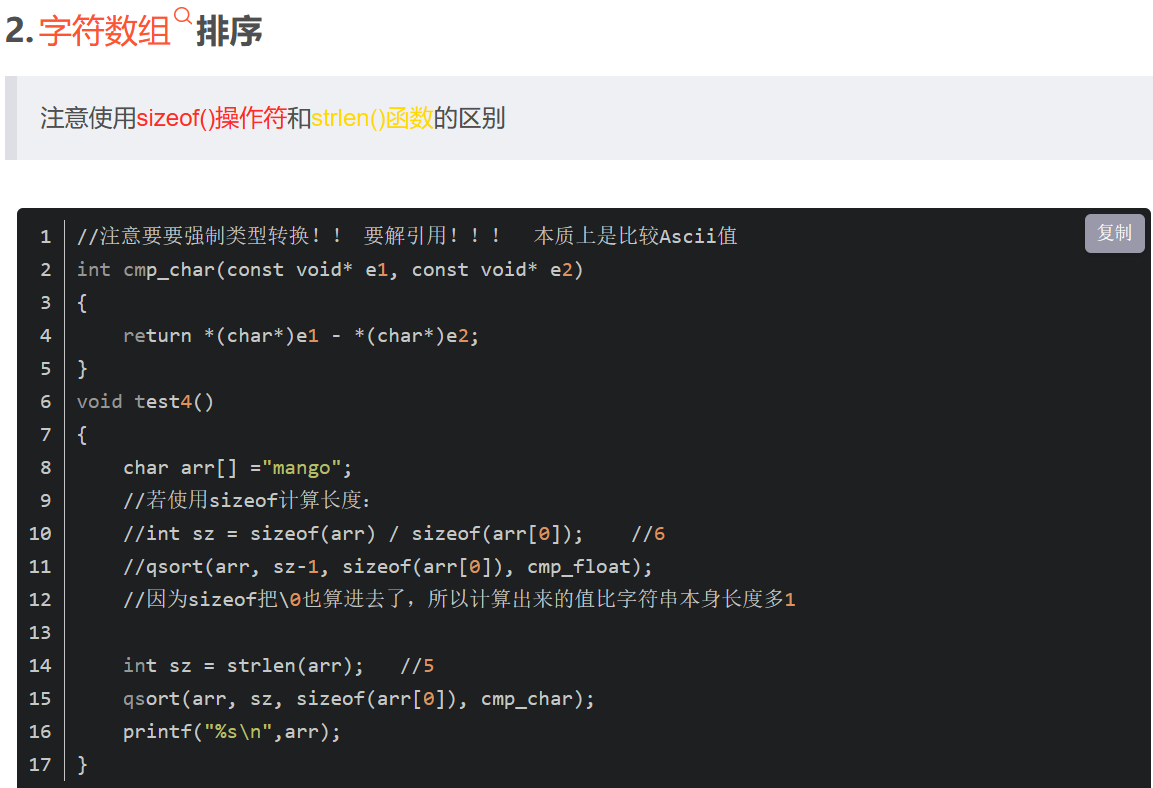 2.字符数组排序
注意使用sizeof()操作符和strlen()函数的区别
复制
1 //注意要要强制类型转换！！ 要解引用！！！  本质上是比较Ascii值
2 int cmp_char(const void* e1, const void* e2)
3 {
4     return *(char*)e1 - *(char*)e2;
5 }
6 void test4()
7 {
8     char arr[] ="mango";
9     //若使用sizeof计算长度：
10     //int sz = sizeof(arr) / sizeof(arr[0]);    //6
11     //qsort(arr, sz-1, sizeof(arr[0]), cmp_float);
12     //因为sizeof把\0也算进去了，所以计算出来的值比字符串本身长度多1
13
14     int sz = strlen(arr);   //5
15     qsort(arr, sz, sizeof(arr[0]), cmp_char);
16     printf("%s\n",arr);
17 }